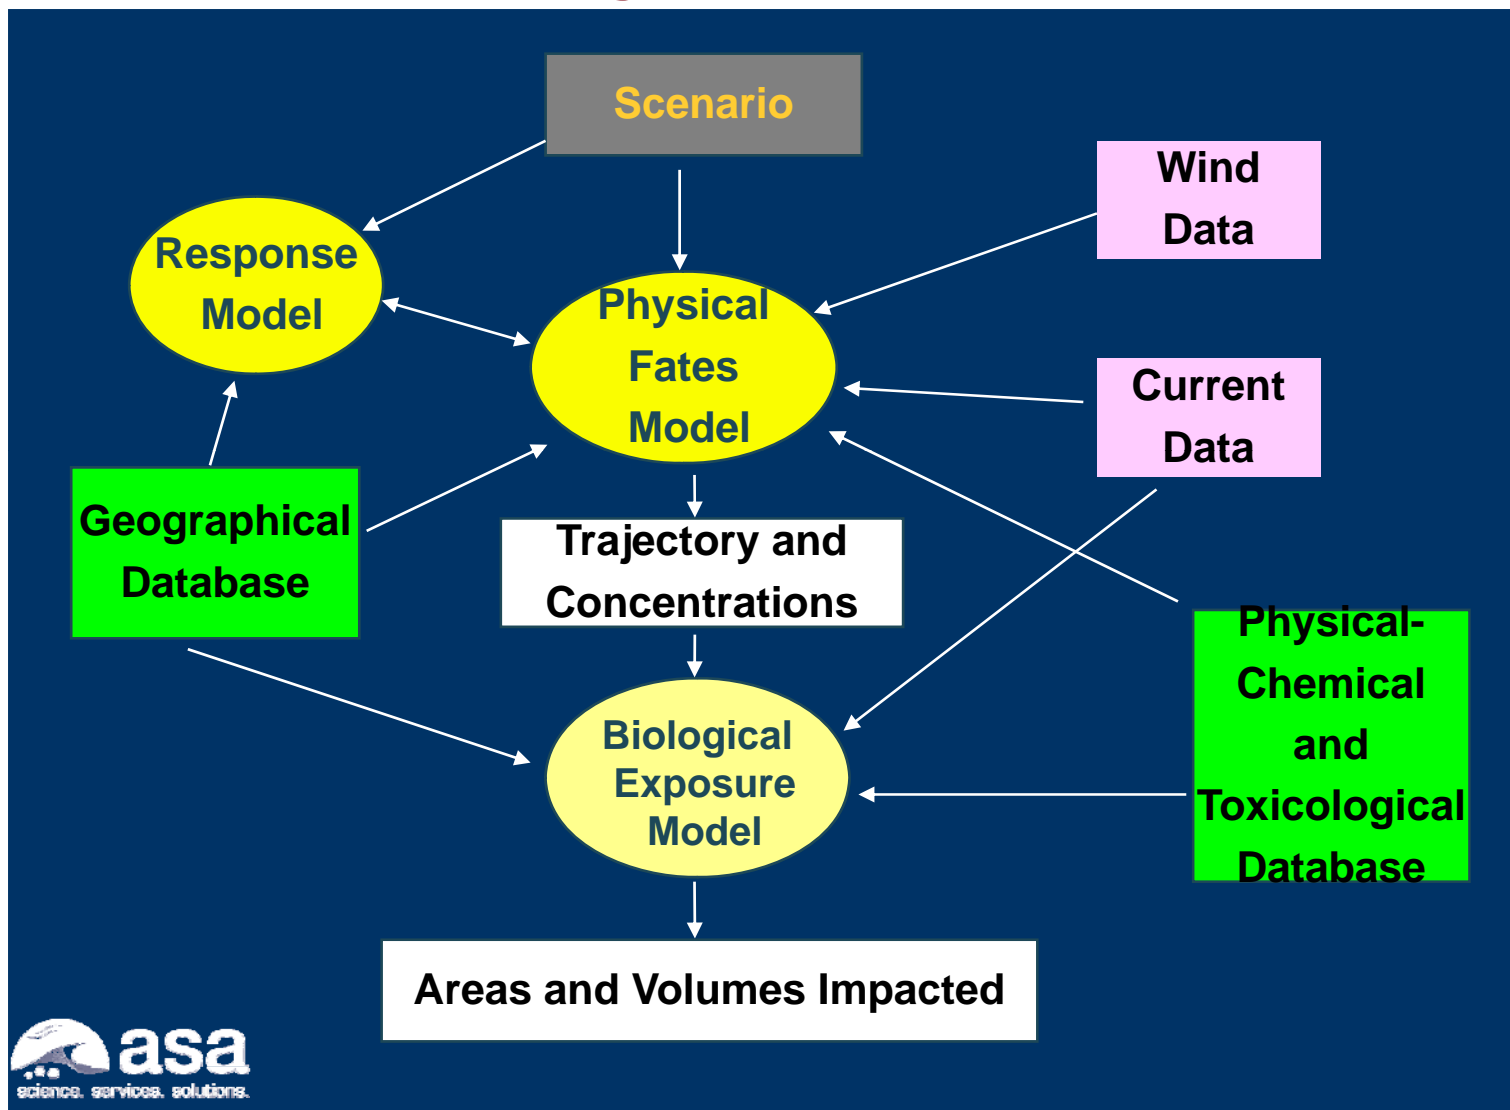 Scenario
Wind
Data
Response
Model
Physical
Fates
Model
Current
Data
Geographical
Database
Trajectory and
Concentrations
Physical-
Chemical
and
Toxicological
Database
Biological
Exposure
Model
Areas and Volumes Impacted
asa
science. services. solutions.